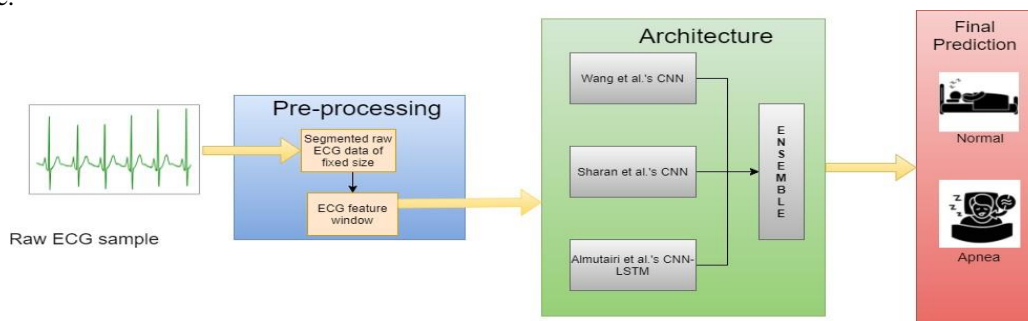 Raw ECG sample
Pre-processing
Segmented raw
ECG data of
fixed size
ECG feature
window
Architecture
Wang et al.'s CNN
Sharan et al.'s CNN
Almutairi et al.'s CNN-
LSTM
ENSEMBLE
Final
Prediction
Normal
Apnea